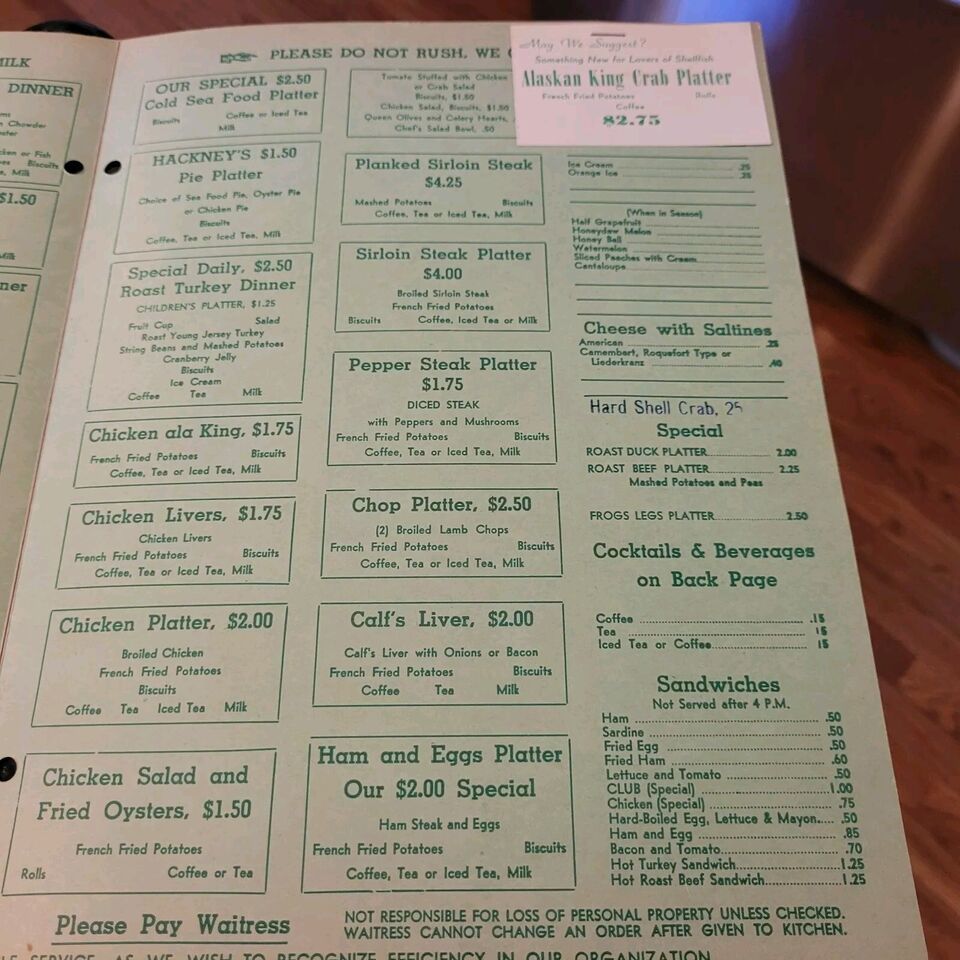 MILK
DINNER
Chowder
Biscuits
, Milk
$1.50
Milk
ner
PLEASE DO NOT RUSH, WE
OUR SPECIAL $2.50
Cold Sea Food Platter
Biscuits Coffee or Iced Tea
Milk
HACKNEY'S $1.50
Pie Platter
Choice of Sea Food Pie, Oyster Pie
or Chicken Pie
Biscuits
Coffee, Tea or Iced Tea, Milk
Special Daily, $2.50
Roast Turkey Dinner
CHILDREN'S PLATTER, $1.25
Fruit Cup Salad
Roast Young Jersey Turkey
String Beans and Mashed Potatoes
Cranberry Jelly
Biscuits
Ice Cream
Coffee Tea Milk
Chicken ala King, $1.75
French Fried Potatoes Biscuits
Coffee, Tea or Iced Tea, Milk
Chicken Livers, $1.75
Chicken Livers
French Fried Potatoes Biscuits
Coffee, Tea or Iced Tea, Milk
Chicken Platter, $2.00
Broiled Chicken
French Fried Potatoes
Biscuits
Coffee Tea Iced Tea Milk
Chicken Salad and
Fried Oysters, $1.50
French Fried Potatoes
Rolls Coffee or Tea
Tomato Stuffed with Chicken
or Crab Salad
Biscuits, $1.50
Chicken Salad, Biscuits, $1.50
Queen Olives and Celery Hearts,
Chef's Salad Bowl, .50
Planked Sirloin Steak
$4.25
Mashed Potatoes Biscuits
Coffee, Tea or Iced Tea, Milk
Sirloin Steak Platter
$4.00
Broiled Sirloin Steak
French Fried Potatoes
Biscuits Coffee, Iced Tea or Milk
Pepper Steak Platter
$1.75
DICED STEAK
with Peppers and Mushrooms
French Fried Potatoes Biscuits
Coffee, Tea or Iced Tea, Milk
Chop Platter, $2.50
(2) Broiled Lamb Chops
French Fried Potatoes Biscuits
Coffee, Tea or Iced Tea, Milk
Calf's Liver, $2.00
Calf's Liver with Onions or Bacon
French Fried Potatoes Biscuits
Coffee Tea Milk
Ham and Eggs Platter
Our $2.00 Special
Ham Steak and Eggs
French Fried Potatoes Biscuits
Coffee, Tea or Iced Tea, Milk
May We Suggest?
Something New for Lovers of Shellfish
Alaskan King Crab Platter
French Fried Potatoes Rolls
Coffee
$2.75
Ice Cream .25
Orange Ice .25
(When in Season)
Half Grapefruit
Honeydew Melon
Honey Ball
Watermelon
Sliced Peaches with Cream
Cantaloupe
Cheese with Saltines
American .25
Camembert, Roquefort Type or
Liederkranz .40
Hard Shell Crab, 25
Special
ROAST DUCK PLATTER 2.00
ROAST BEEF PLATTER 2.25
Mashed Potatoes and Peas
FROGS LEGS PLATTER 2.50
Cocktails & Beverages
on Back Page
Coffee .15
Tea 15
Iced Tea or Coffee 15
Sandwiches
Not Served after 4 P.M.
Ham .50
Sardine .50
Fried Egg .50
Fried Ham .60
Lettuce and Tomato .50
CLUB (Special) 1.00
Chicken (Special) .75
Hard-Boiled Egg, Lettuce & Mayon. .50
Ham and Egg .85
Bacon and Tomato .70
Hot Turkey Sandwich 1.25
Hot Roast Beef Sandwich 1.25
Please Pay Waitress
NOT RESPONSIBLE FOR LOSS OF PERSONAL PROPERTY UNLESS CHECKED.
WAITRESS CANNOT CHANGE AN ORDER AFTER GIVEN TO KITCHEN.
SERVICE, AS WE WISH TO RECOGNIZE EFFICIENCY IN OUR ORGANIZATION